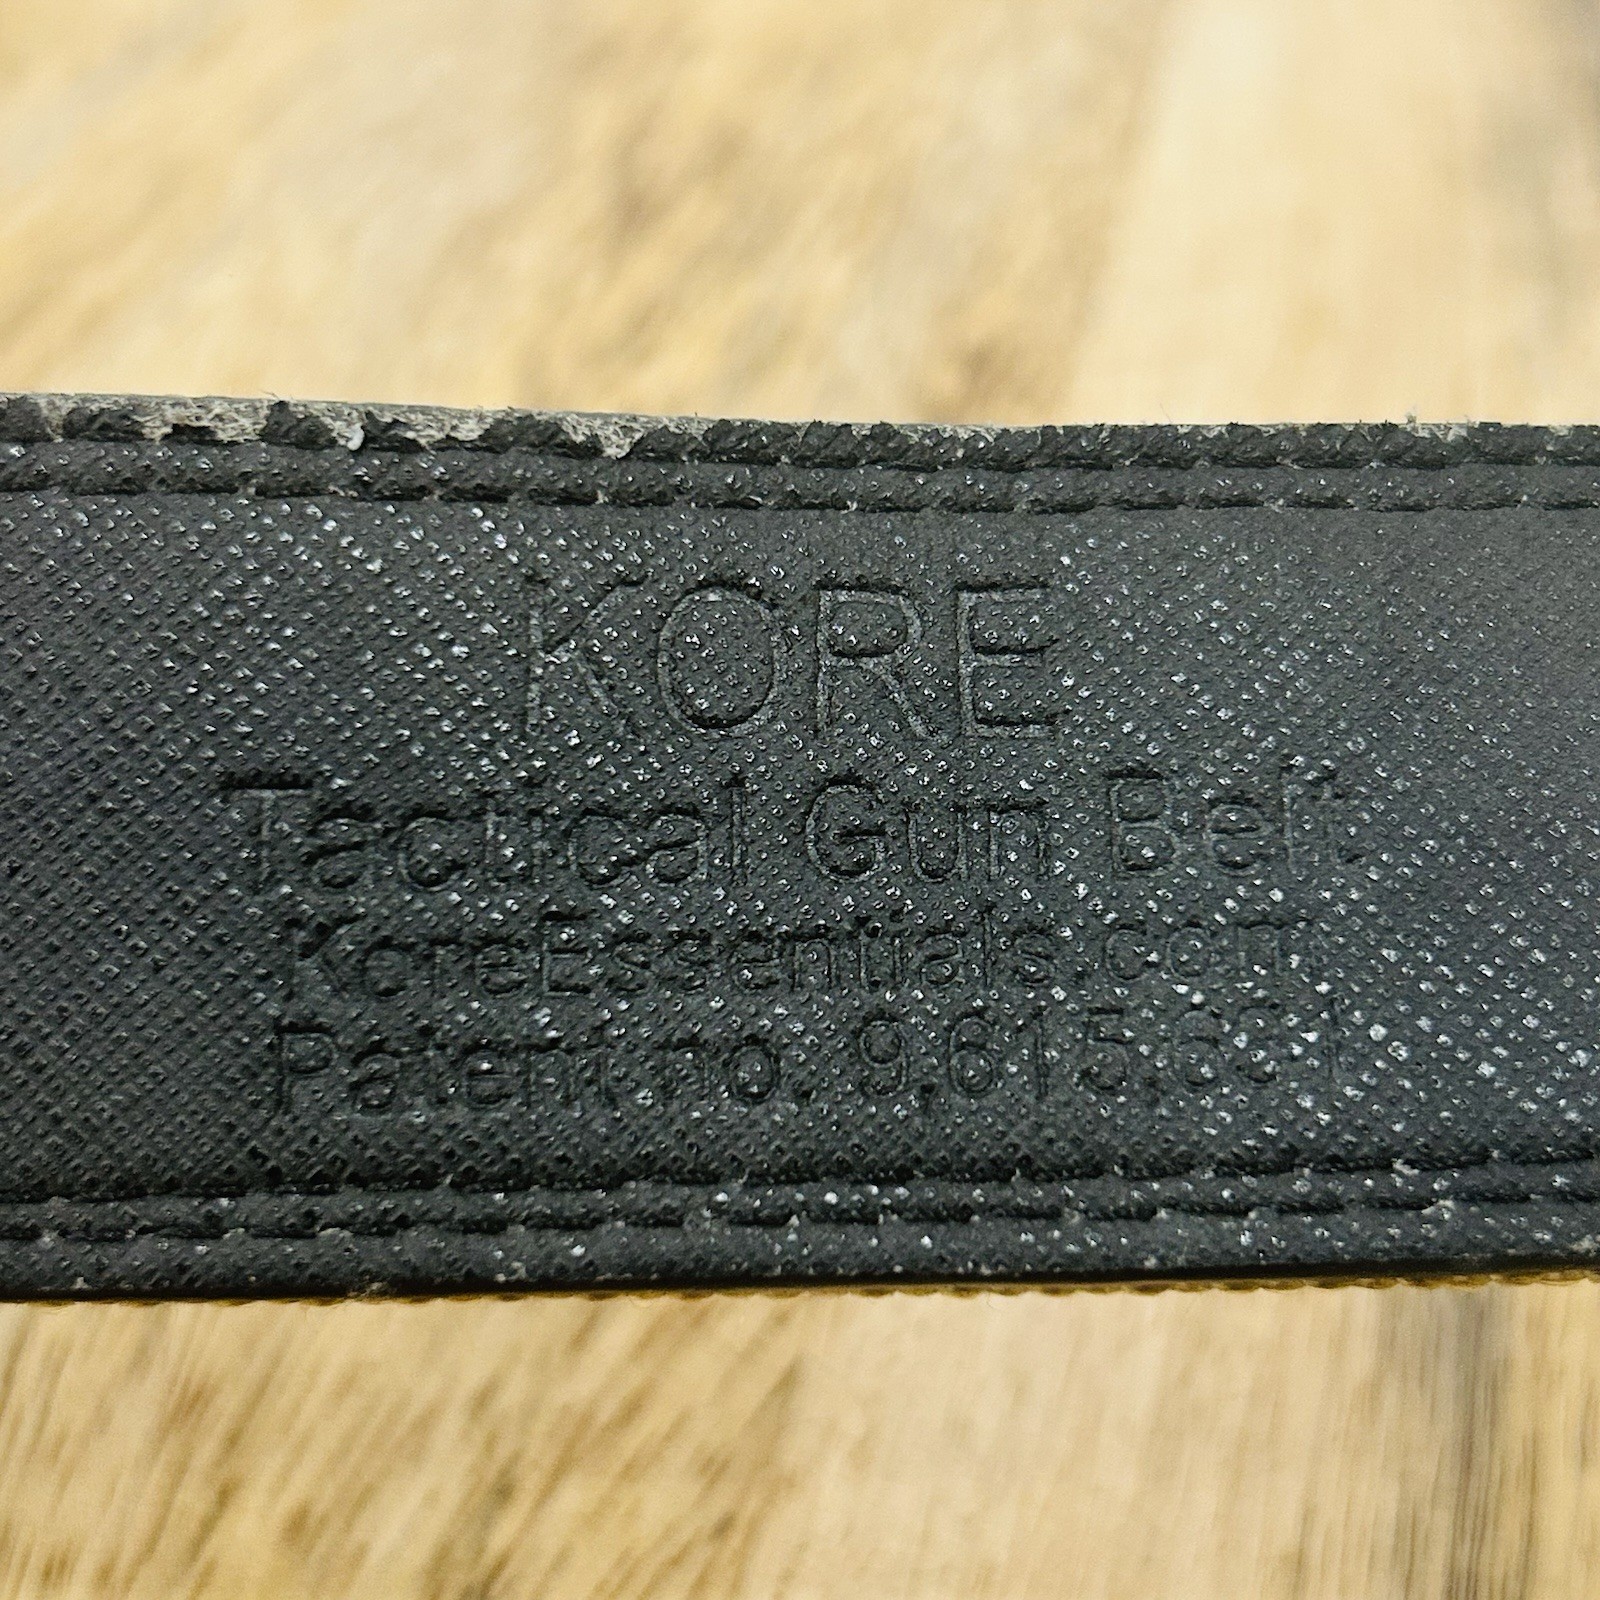 KORE
Tactical Gun Belt
KoreEssentials.com
Patent no. 9,615,631